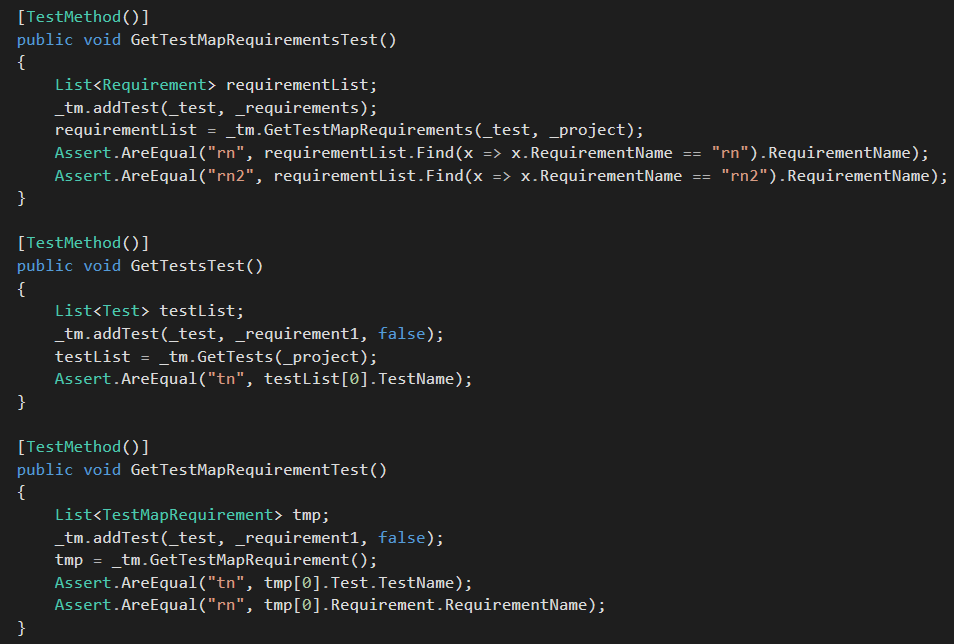 [TestMethod()]
public void GetTestMapRequirementsTest()
{
    List<Requirement> requirementList;
    _tm.addTest(_test, _requirements);
    requirementList = _tm.GetTestMapRequirements(_test, _project);
    Assert.AreEqual("rn", requirementList.Find(x => x.RequirementName == "rn").RequirementName);
    Assert.AreEqual("rn2", requirementList.Find(x => x.RequirementName == "rn2").RequirementName);
}

[TestMethod()]
public void GetTestsTest()
{
    List<Test> testList;
    _tm.addTest(_test, _requirement1, false);
    testList = _tm.GetTests(_project);
    Assert.AreEqual("tn", testList[0].TestName);
}

[TestMethod()]
public void GetTestMapRequirementTest()
{
    List<TestMapRequirement> tmp;
    _tm.addTest(_test, _requirement1, false);
    tmp = _tm.GetTestMapRequirement();
    Assert.AreEqual("tn", tmp[0].Test.TestName);
    Assert.AreEqual("rn", tmp[0].Requirement.RequirementName);
}